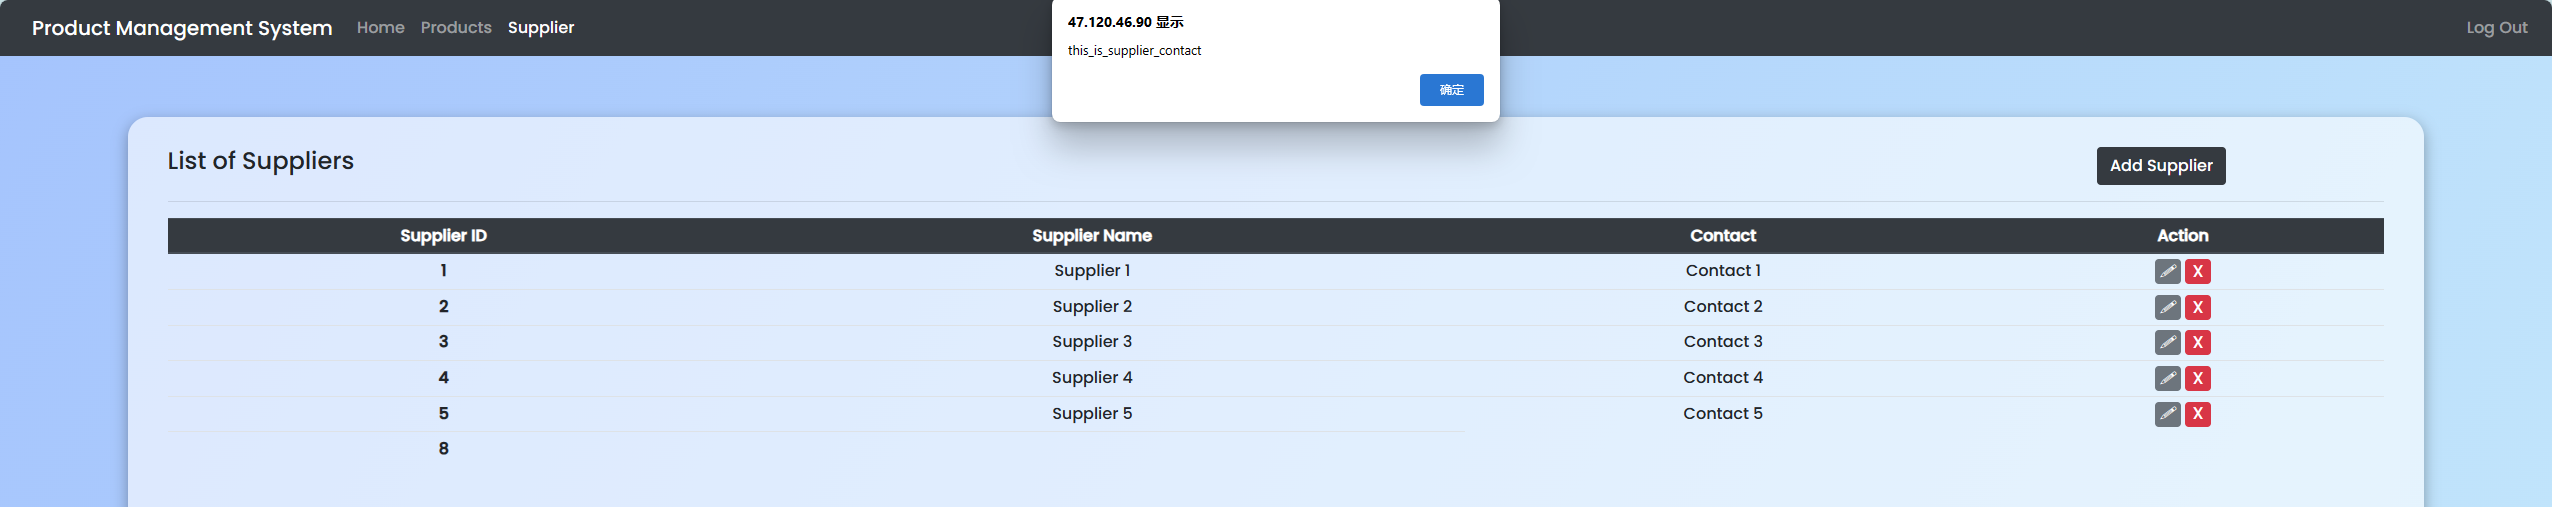 Product Management System Home Products Supplier Log Out
47.120.46.90 显示
this_is_supplier_contact
确定
List of Suppliers
Add Supplier
Supplier ID Supplier Name Contact Action
1 Supplier 1 Contact 1 X
2 Supplier 2 Contact 2 X
3 Supplier 3 Contact 3 X
4 Supplier 4 Contact 4 X
5 Supplier 5 Contact 5 X
8